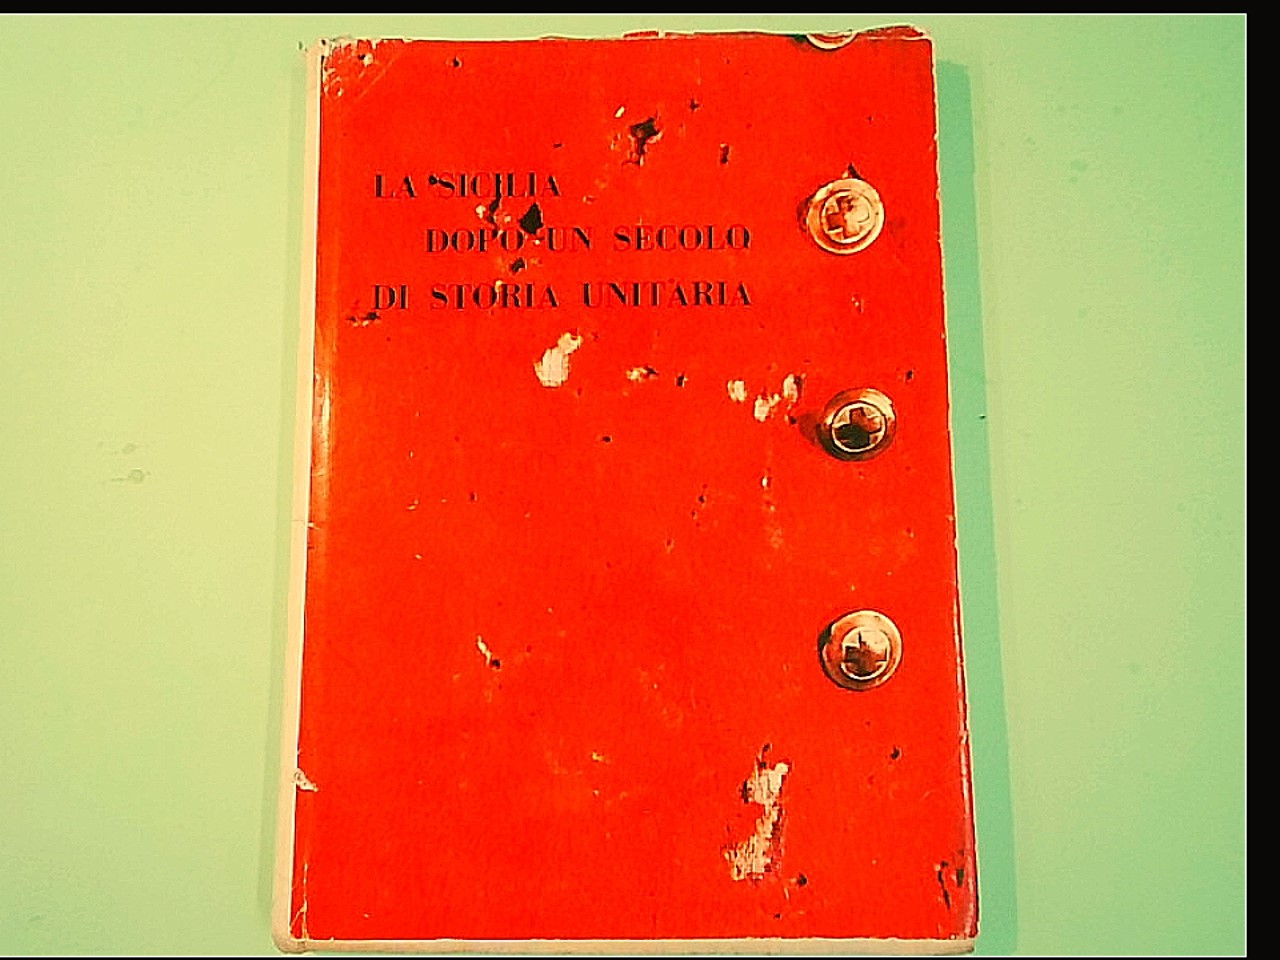 LA SICILIA
DOPO UN SECOLO
DI STORIA UNITARIA